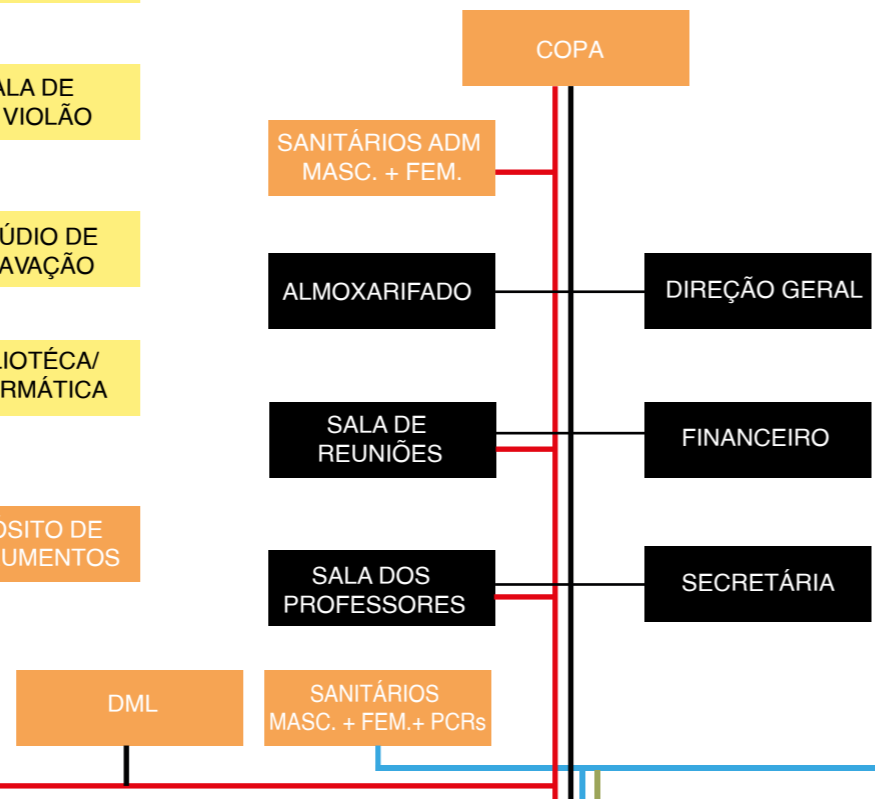 COPA
ALA DE
VIOLÃO
SANITÁRIOS ADM
MASC. + FEM.
ÚDIO DE
AVAÇÃO
ALMOXARIFADO
DIREÇÃO GERAL
LIOTÉCA/
RMÁTICA
SALA DE
REUNIÕES
FINANCEIRO
OSITO DE
UMENTOS
SALA DOS
PROFESSORES
SECRETÁRIA
DML
SANITÁRIOS
MASC. + FEM.+ PCRs